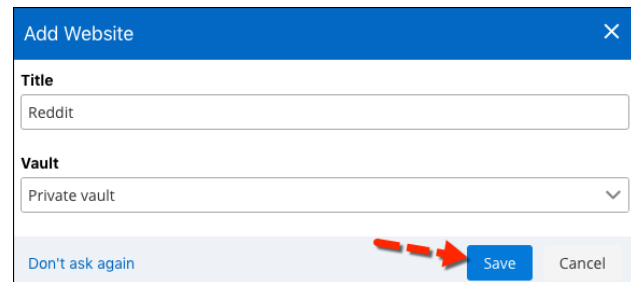 Add Website
Title
Reddit
Vault
Private vault
Don't ask again
Save
Cancel